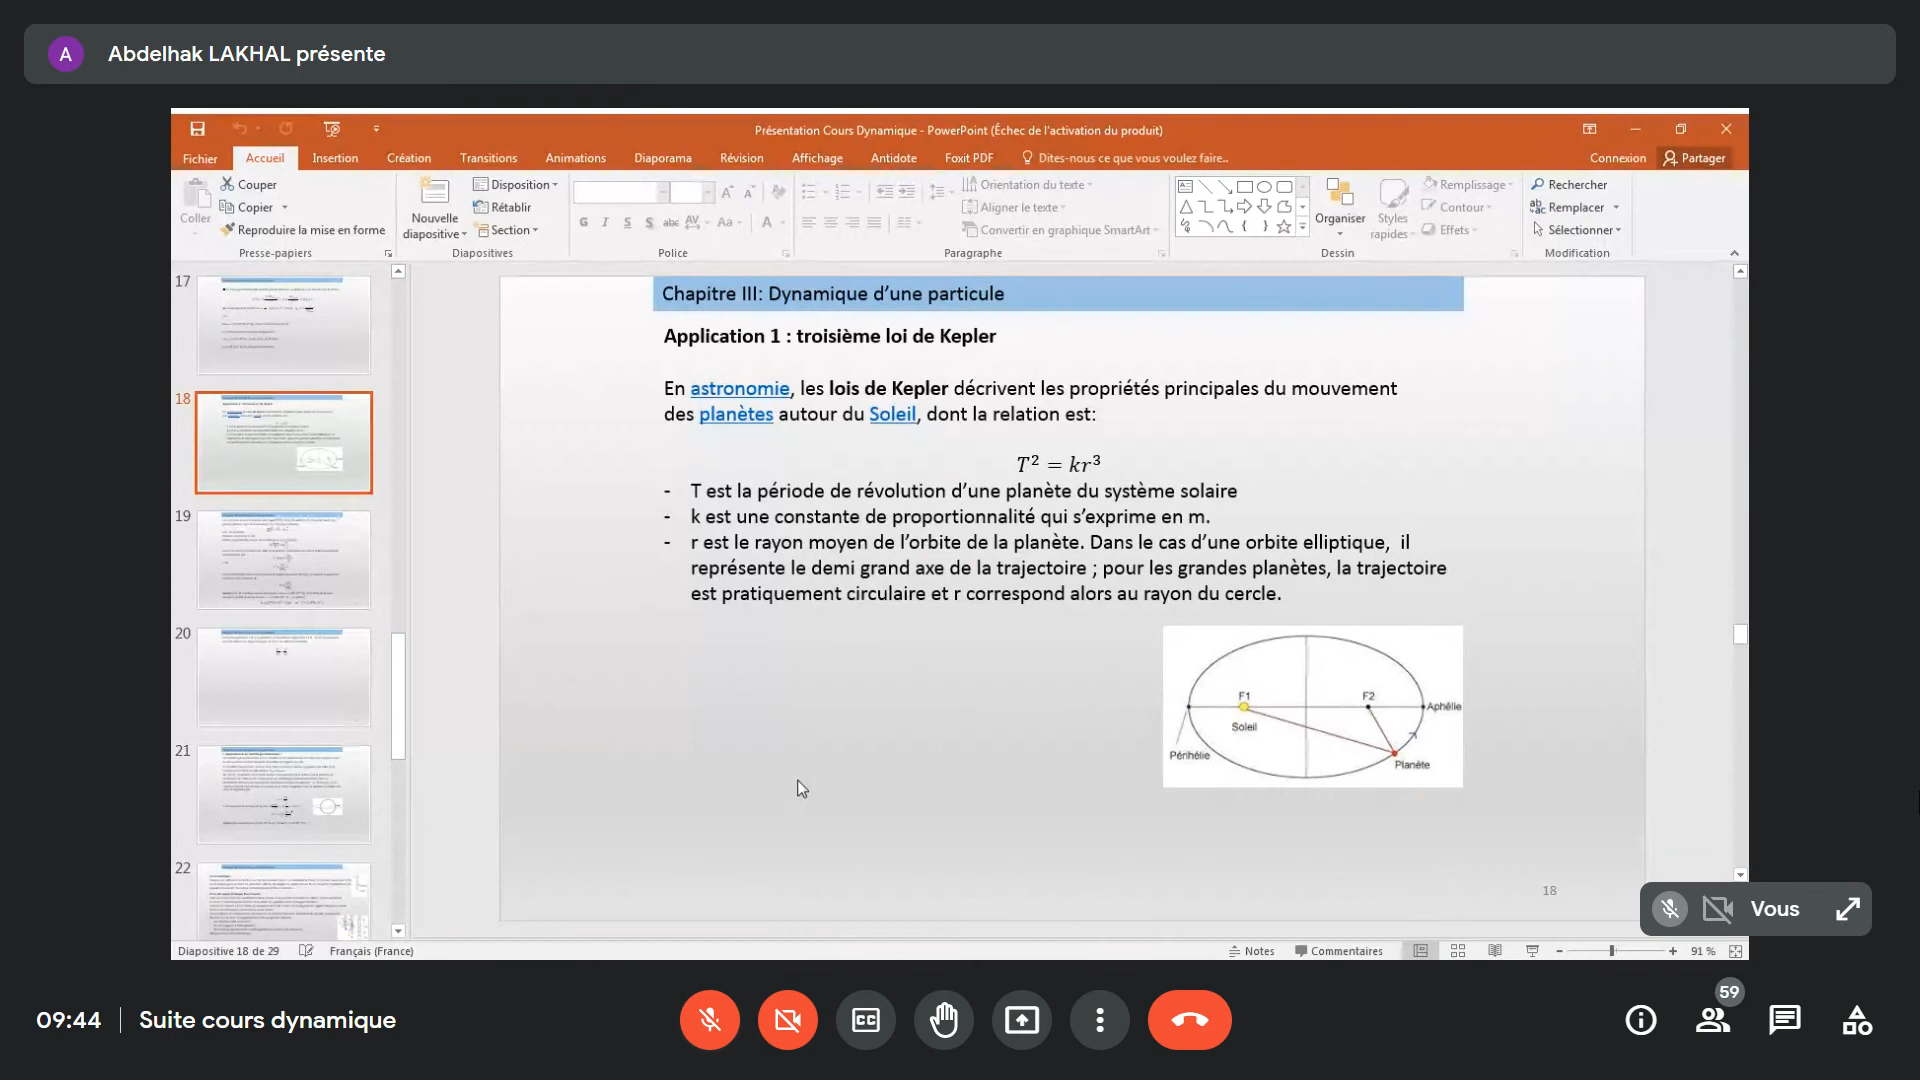 A
Abdelhak LAKHAL présente
Présentation Cours Dynamique - PowerPoint (Échec de l'activation du produit)
Fichier Accueil Insertion Création Transitions Animations Diaporama Révision Affichage Antidote Foxit PDF Dites-nous ce que vous voulez faire.. Connexion Partager
Coller
Couper
Copier
Reproduire la mise en forme
Presse-papiers
Nouvelle
diapositive
Disposition
Rétablir
Section
Diapositives
G I S S abc AV Aa A
Police
Orientation du texte
Aligner le texte
Convertir en graphique SmartArt
Paragraphe
Organiser
Styles
rapides
Remplissage
Contour
Effets
Dessin
Rechercher
Remplacer
Sélectionner
Modification
17
18
19
20
21
22
Chapitre III: Dynamique d'une particule
Application 1 : troisième loi de Kepler
En astronomie, les lois de Kepler décrivent les propriétés principales du mouvement
des planètes autour du Soleil, dont la relation est:
T² = kr³
- T est la période de révolution d'une planète du système solaire
- k est une constante de proportionnalité qui s'exprime en m.
- r est le rayon moyen de l'orbite de la planète. Dans le cas d'une orbite elliptique, il
représente le demi grand axe de la trajectoire ; pour les grandes planètes, la trajectoire
est pratiquement circulaire et r correspond alors au rayon du cercle.
F1
F2
Aphélie
Soleil
Périhélie
Planète
18
Vous
Diapositive 18 de 29 Français (France) Notes Commentaires 91 %
09:44 Suite cours dynamique
CC
59